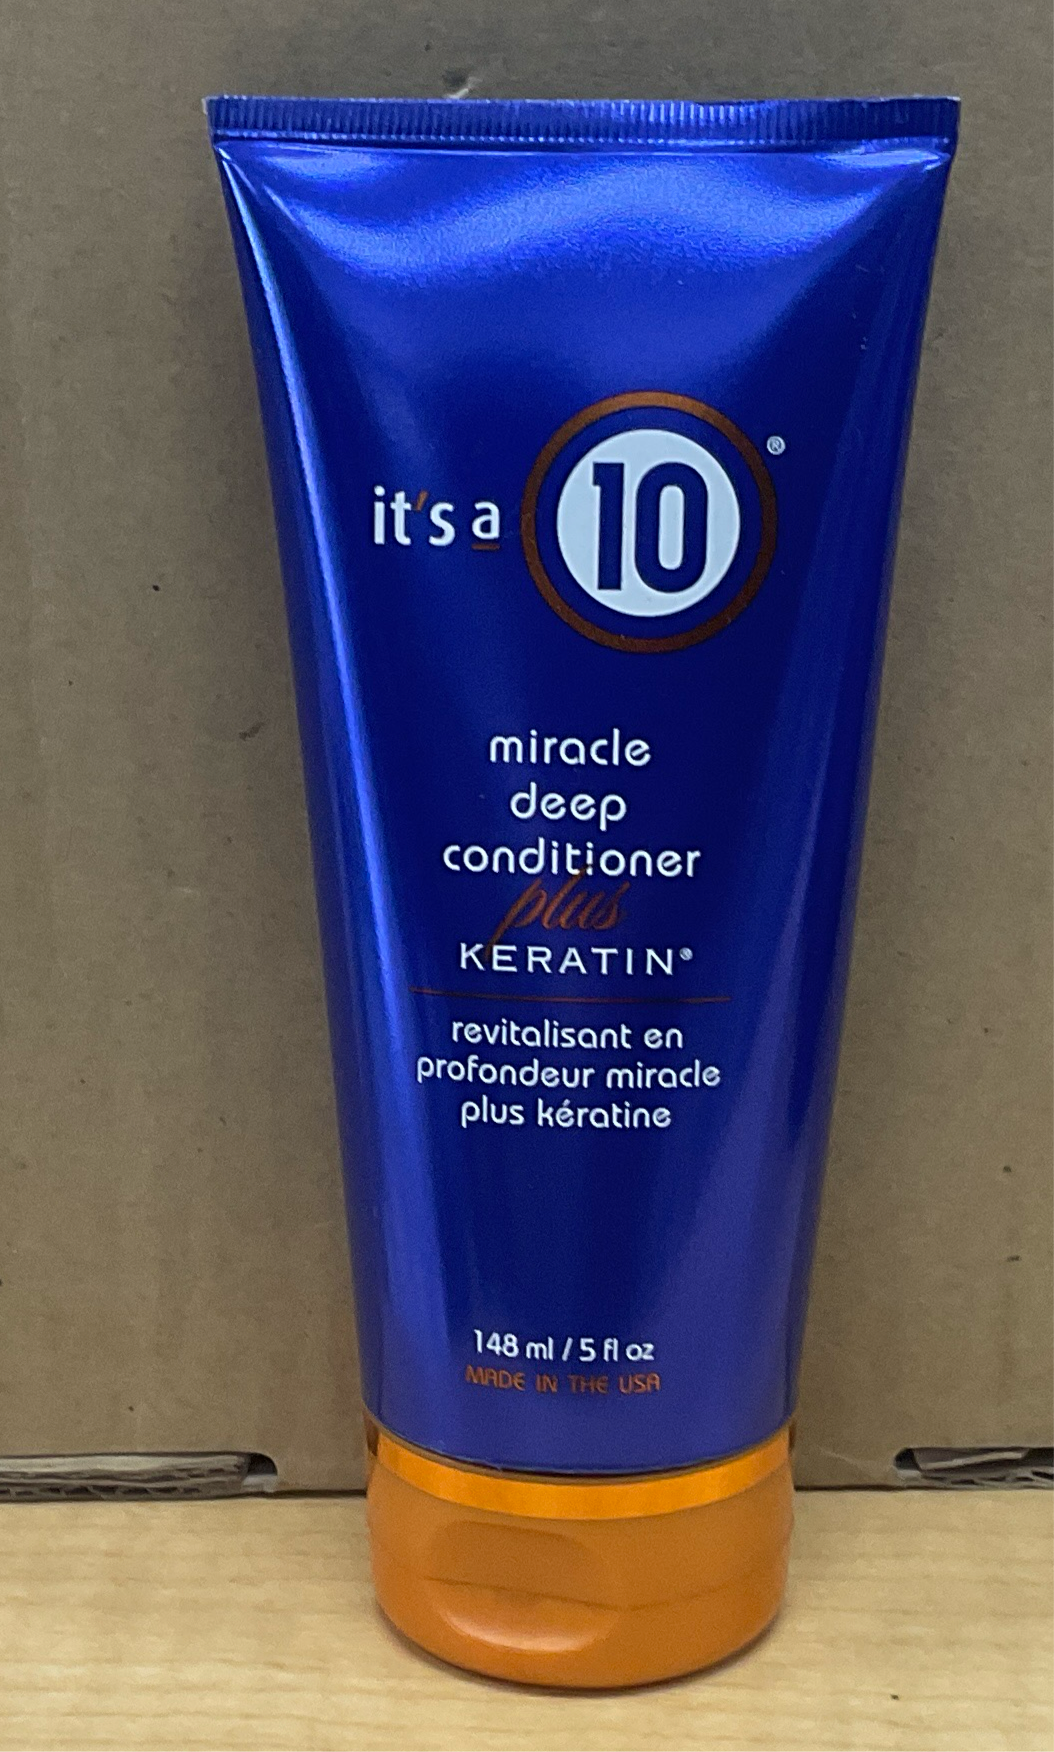 it's a 10®
miracle
deep
conditioner
plus
KERATIN®
revitalisant en
profondeur miracle
plus kératine
148 ml / 5 fl oz
MADE IN THE USA